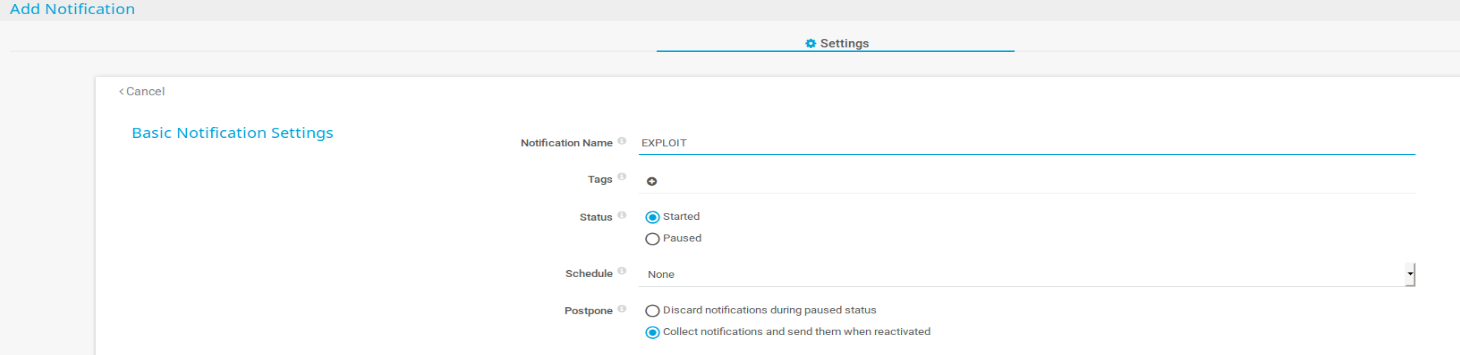 Add Notification
Settings
< Cancel
Basic Notification Settings
Notification Name EXPLOIT
Tags
Status Started
Paused
Schedule None
Postpone Discard notifications during paused status
Collect notifications and send them when reactivated